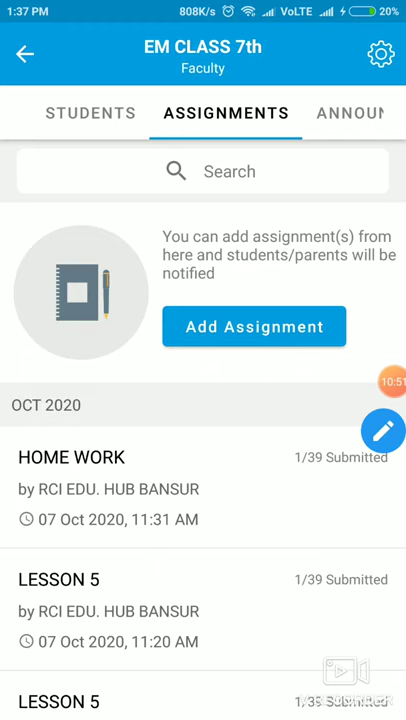 1:37 PM 808K/s VoLTE 20%
EM CLASS 7th
Faculty
STUDENTS ASSIGNMENTS ANNOUN
Search
You can add assignment(s) from
here and students/parents will be
notified
Add Assignment
10:51
OCT 2020
HOME WORK 1/39 Submitted
by RCI EDU. HUB BANSUR
07 Oct 2020, 11:31 AM
LESSON 5 1/39 Submitted
by RCI EDU. HUB BANSUR
07 Oct 2020, 11:20 AM
LESSON 5 1/39 Submitted